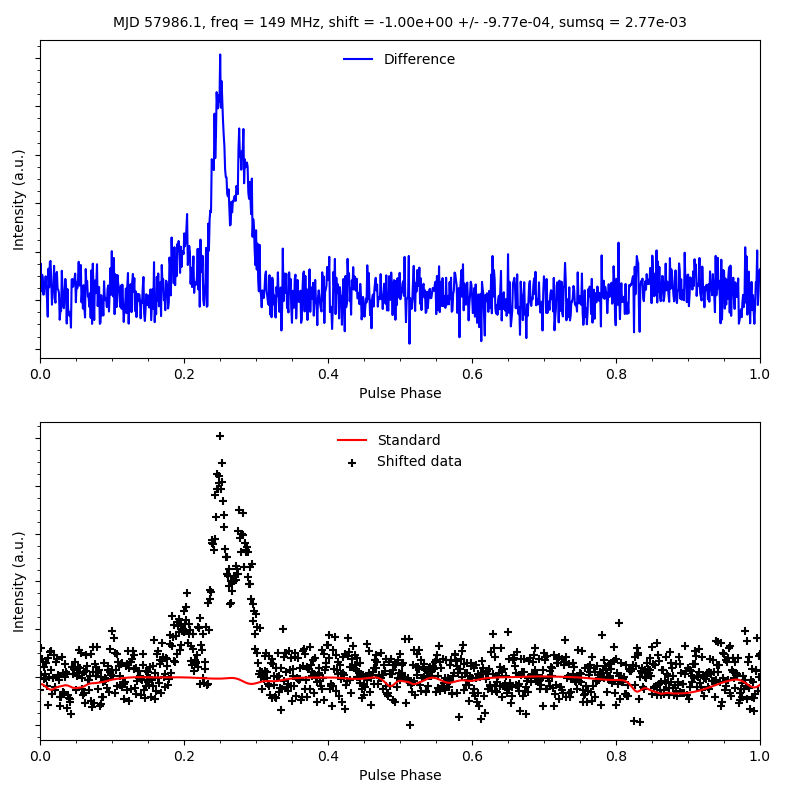 MJD 57986.1, freq = 149 MHz, shift = -1.00e+00 +/- -9.77e-04, sumsq = 2.77e-03
Difference
Intensity (a.u.)
0.0 0.2 0.4 0.6 0.8 1.0
Pulse Phase
Standard
Shifted data
Intensity (a.u.)
0.0 0.2 0.4 0.6 0.8 1.0
Pulse Phase